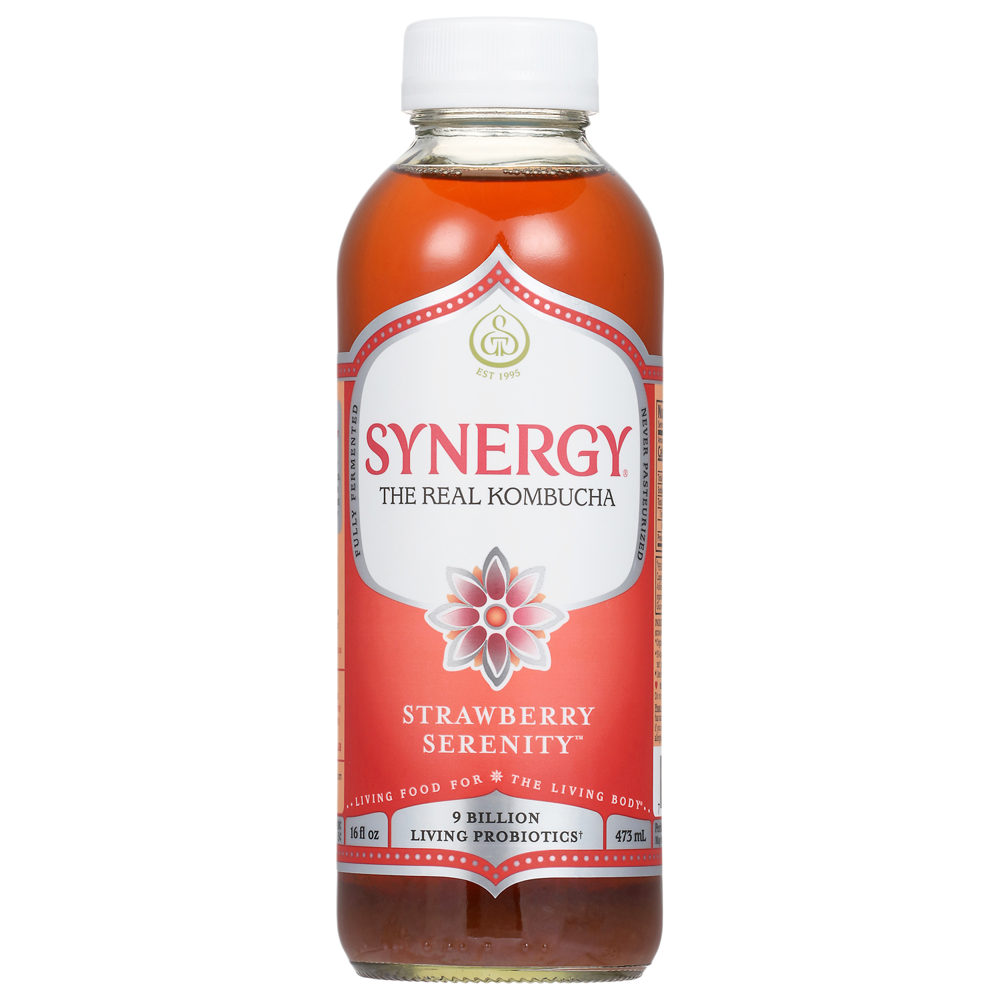 EST 1995
SYNERGY®
THE REAL KOMBUCHA
FULLY FERMENTED
NEVER PASTEURIZED
STRAWBERRY
SERENITY™
LIVING FOOD FOR THE LIVING BODY®
9 BILLION
LIVING PROBIOTICS†
16 fl oz
473 mL